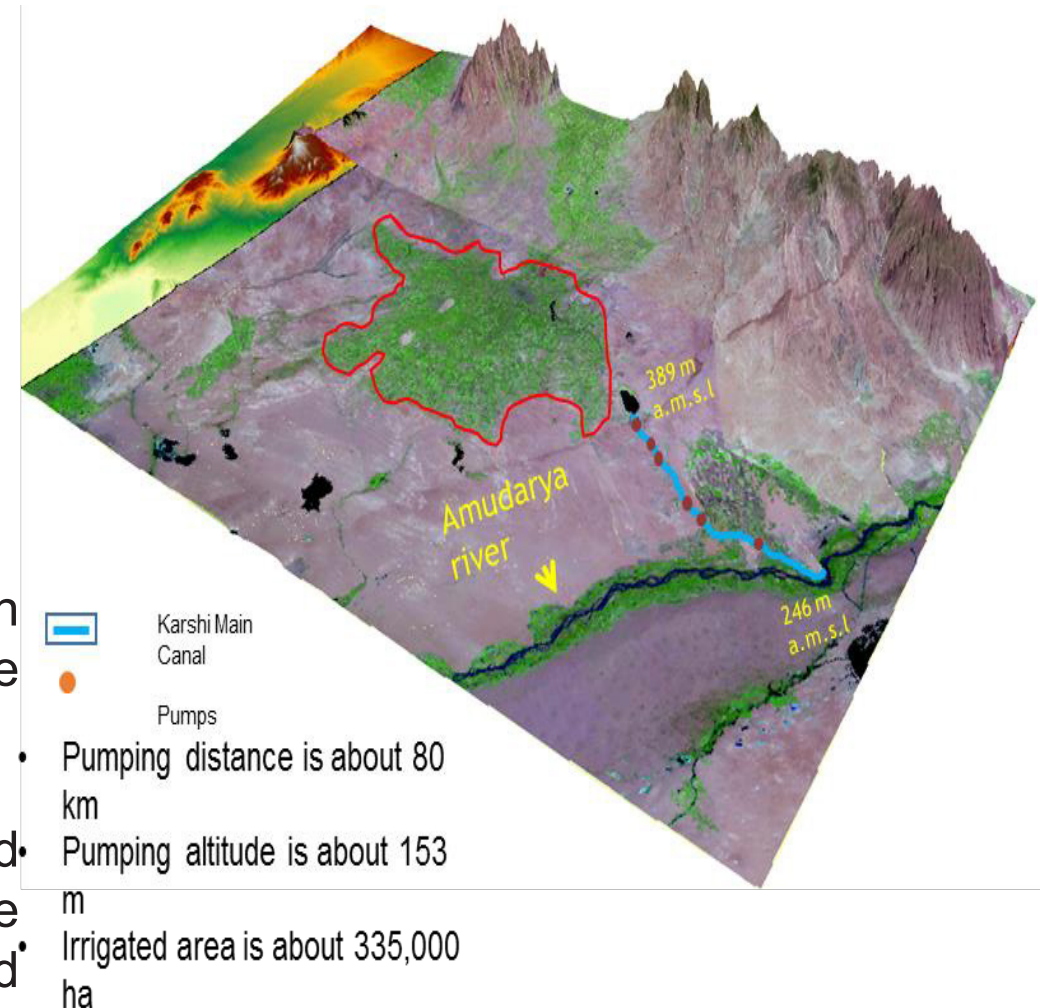 389 m
a.m.s.l
Amudarya
river
246 m
a.m.s.l
n
e
Karshi Main
Canal
Pumps
• Pumping distance is about 80
km
d
• Pumping altitude is about 153
m
e
• Irrigated area is about 335,000
d
ha